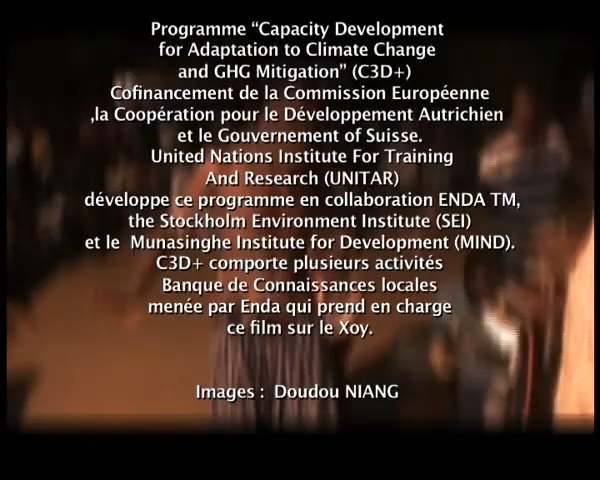 Programme “Capacity Development
for Adaptation to Climate Change
and GHG Mitigation” (C3D+)
Cofinancement de la Commission Européenne
,la Coopération pour le Développement Autrichien
et le Gouvernement of Suisse.
United Nations Institute For Training
And Research (UNITAR)
développe ce programme en collaboration ENDA TM,
the Stockholm Environment Institute (SEI)
et le Munasinghe Institute for Development (MIND).
C3D+ comporte plusieurs activités
Banque de Connaissances locales
menée par Enda qui prend en charge
ce film sur le Xoy.
Images : Doudou NIANG